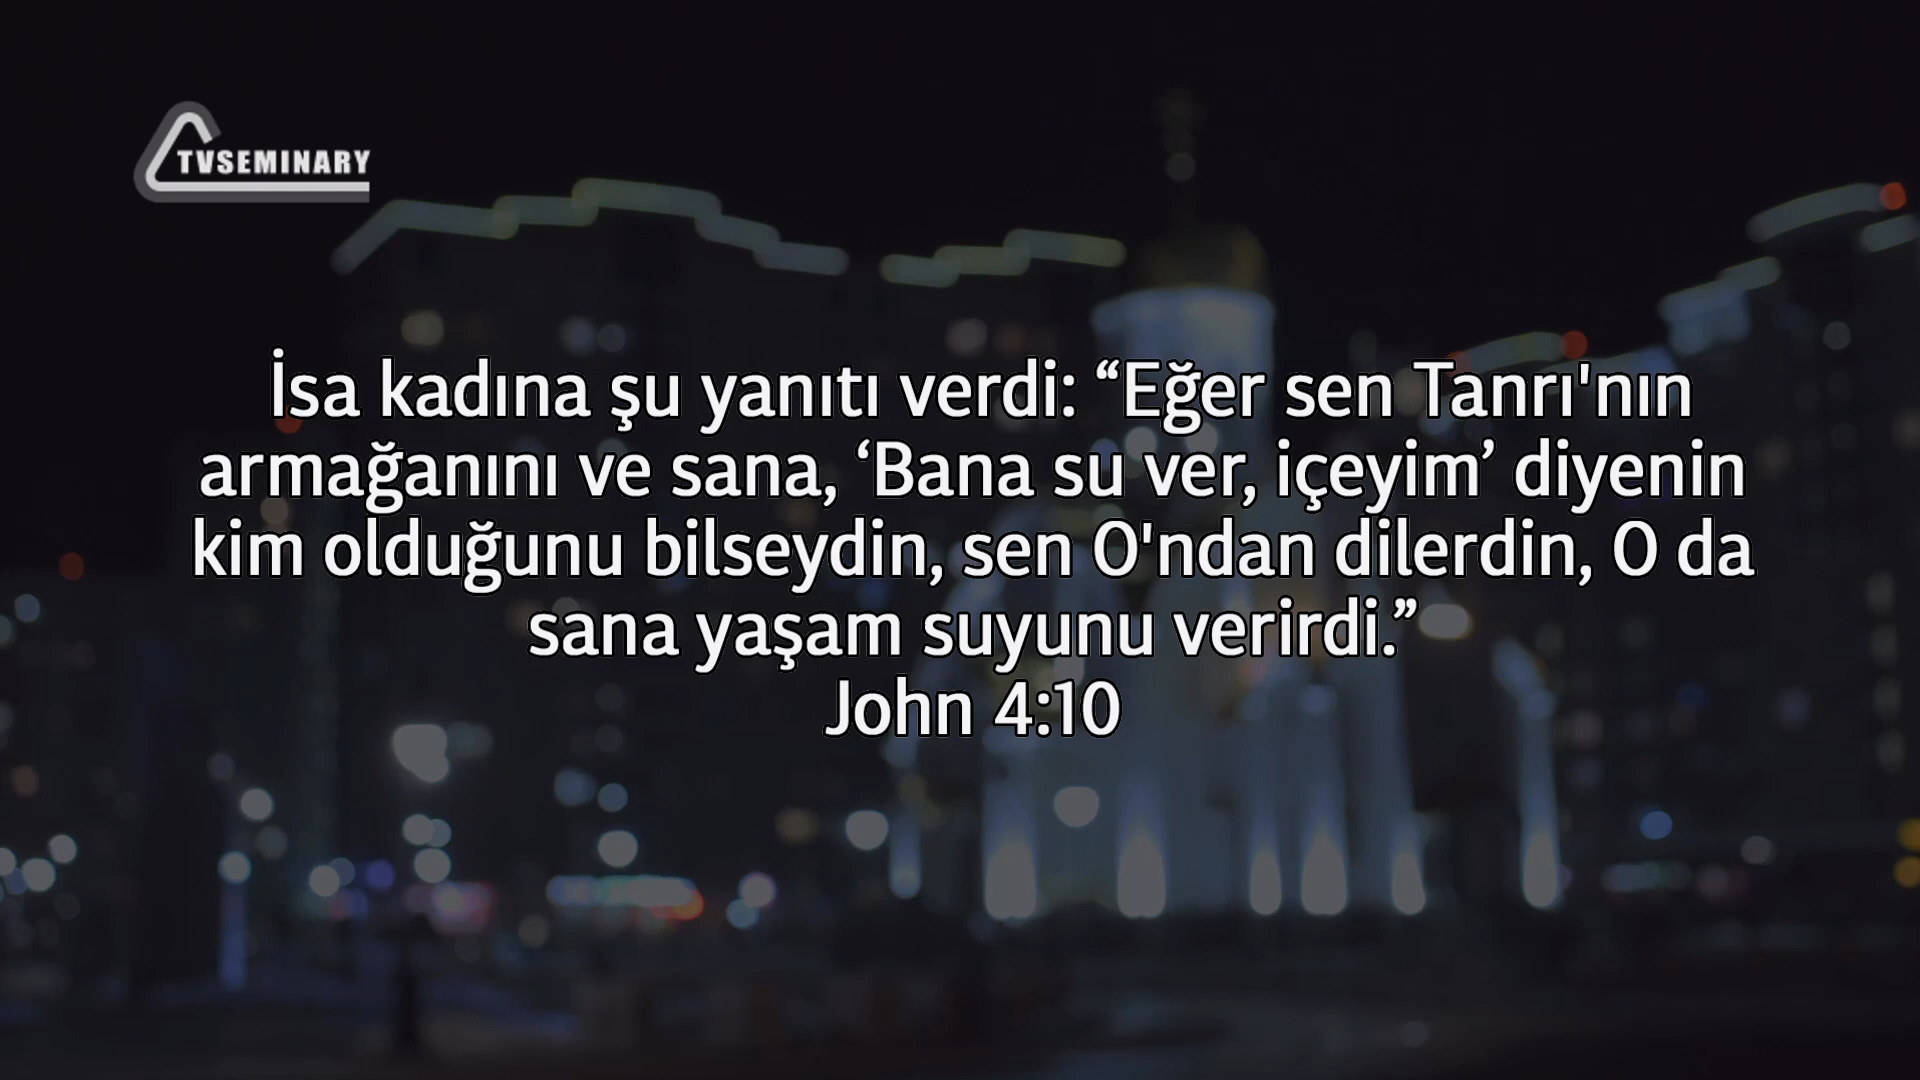 TVSEMINARY
İsa kadına şu yanıtı verdi: “Eğer sen Tanrı'nın
armağanını ve sana, ‘Bana su ver, içeyim’ diyenin
kim olduğunu bilseydin, sen O'ndan dilerdin, O da
sana yaşam suyunu verirdi.”
John 4:10